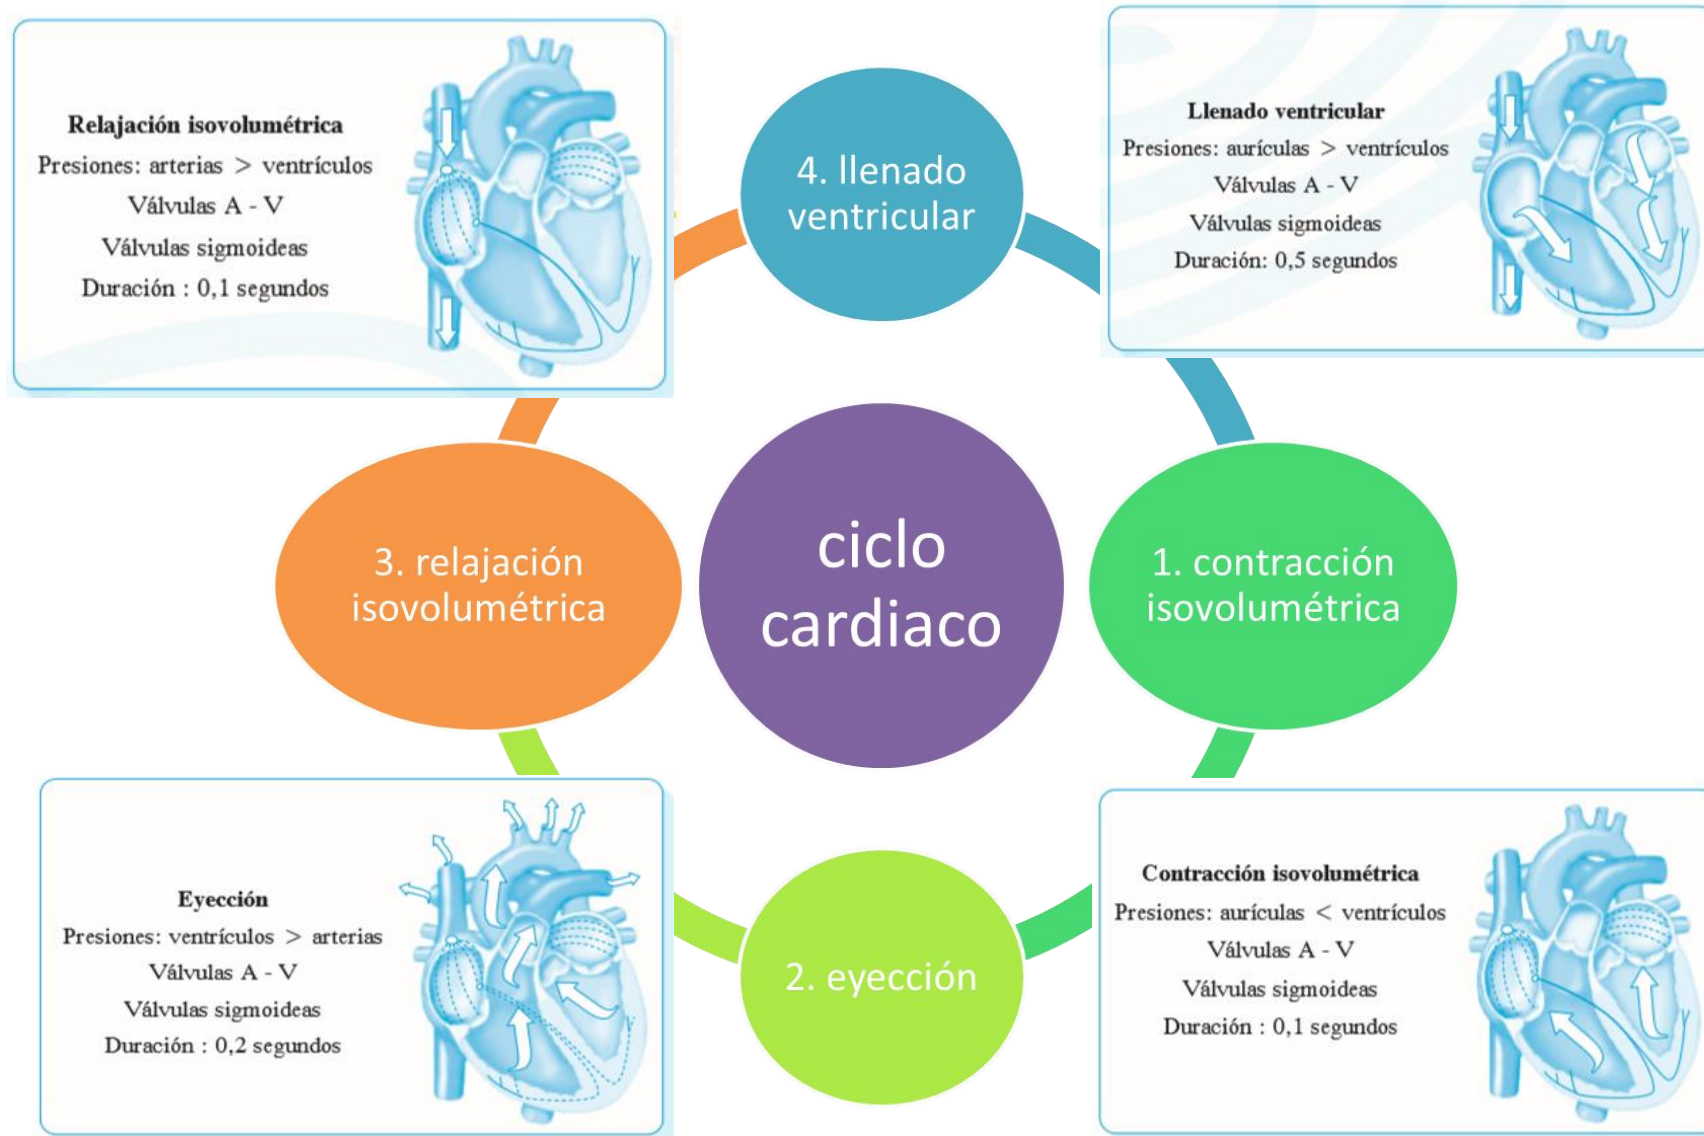 Relajación isovolumétrica
Presiones: arterias > ventrículos
Válvulas A - V
Válvulas sigmoideas
Duración : 0,1 segundos
4. llenado
ventricular
Llenado ventricular
Presiones: aurículas > ventrículos
Válvulas A - V
Válvulas sigmoideas
Duración: 0,5 segundos
3. relajación
isovolumétrica
ciclo
cardiaco
1. contracción
isovolumétrica
Eyección
Presiones: ventrículos > arterias
Válvulas A - V
Válvulas sigmoideas
Duración : 0,2 segundos
2. eyección
Contracción isovolumétrica
Presiones: aurículas < ventrículos
Válvulas A - V
Válvulas sigmoideas
Duración : 0,1 segundos